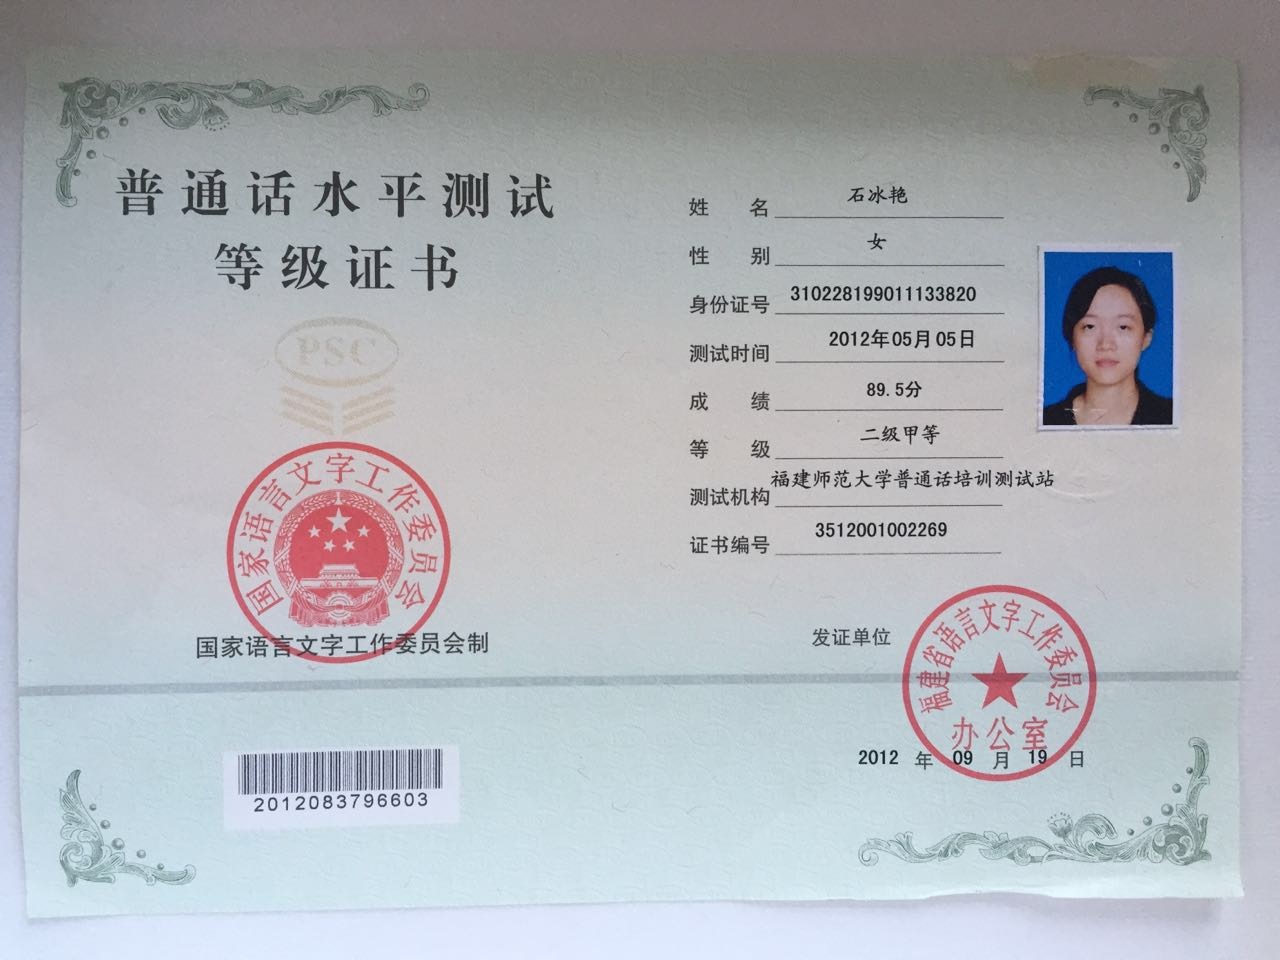 普通话水平测试
等级证书
PSC
国家语言文字工作委员会
国家语言文字工作委员会制
2012083796603
姓 名 石冰艳
性 别 女
身份证号 310228199011133820
测试时间 2012年05月05日
成 绩 89.5分
等 级 二级甲等
测试机构 福建师范大学普通话培训测试站
证书编号 3512001002269
发证单位
福建省语言文字工作委员会
办公室
2012 年 09 月 19 日